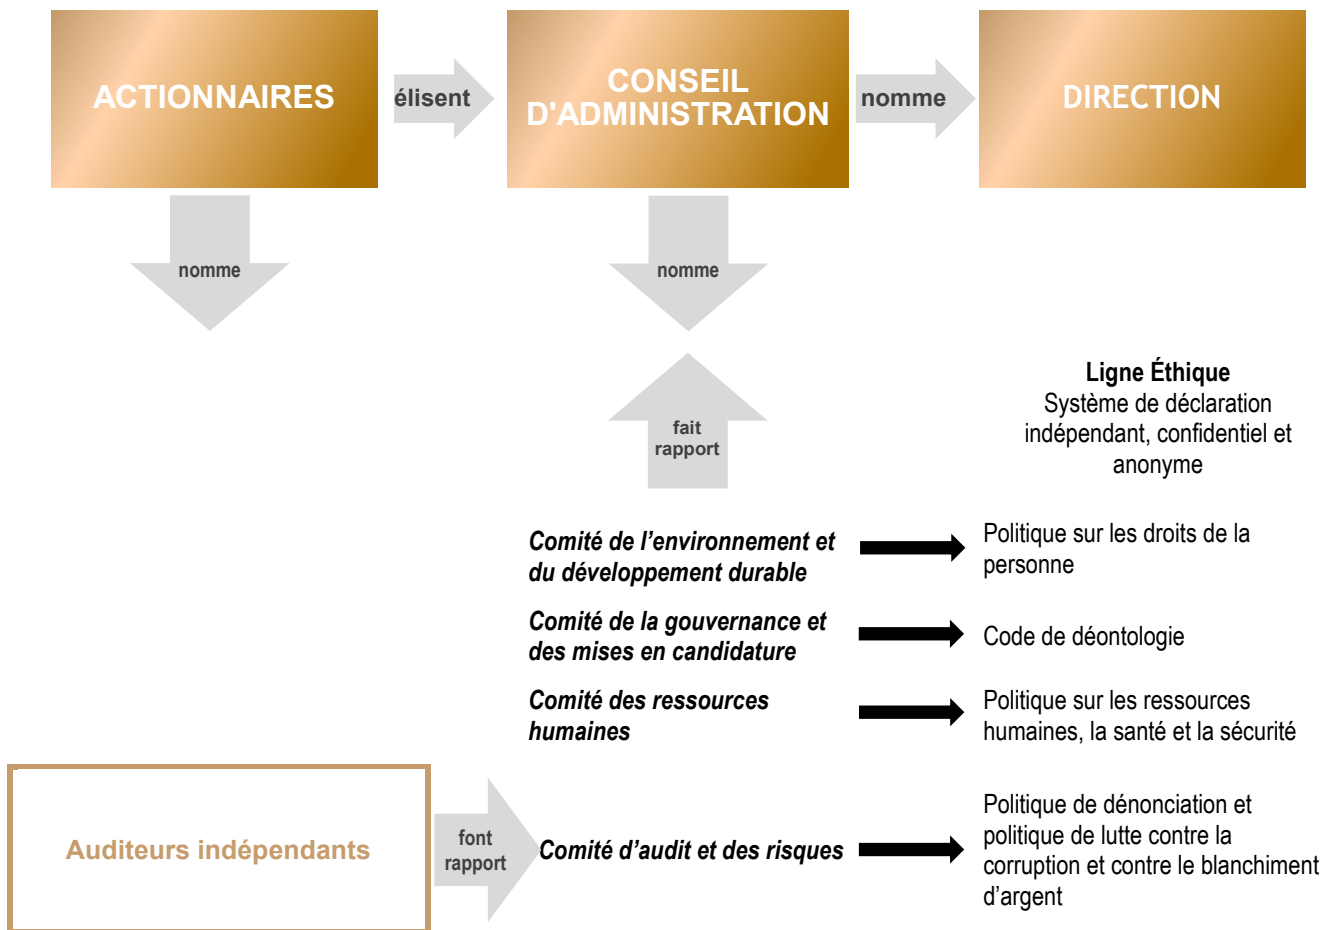 ACTIONNAIRES
élisent
CONSEIL
D'ADMINISTRATION
nomme
DIRECTION
nomme
nomme
fait
rapport
Ligne Éthique
Système de déclaration
indépendant, confidentiel et
anonyme
Comité de l’environnement et
du développement durable
Politique sur les droits de la
personne
Comité de la gouvernance et
des mises en candidature
Code de déontologie
Comité des ressources
humaines
Politique sur les ressources
humaines, la santé et la sécurité
Auditeurs indépendants
font
rapport
Comité d’audit et des risques
Politique de dénonciation et
politique de lutte contre la
corruption et contre le blanchiment
d’argent